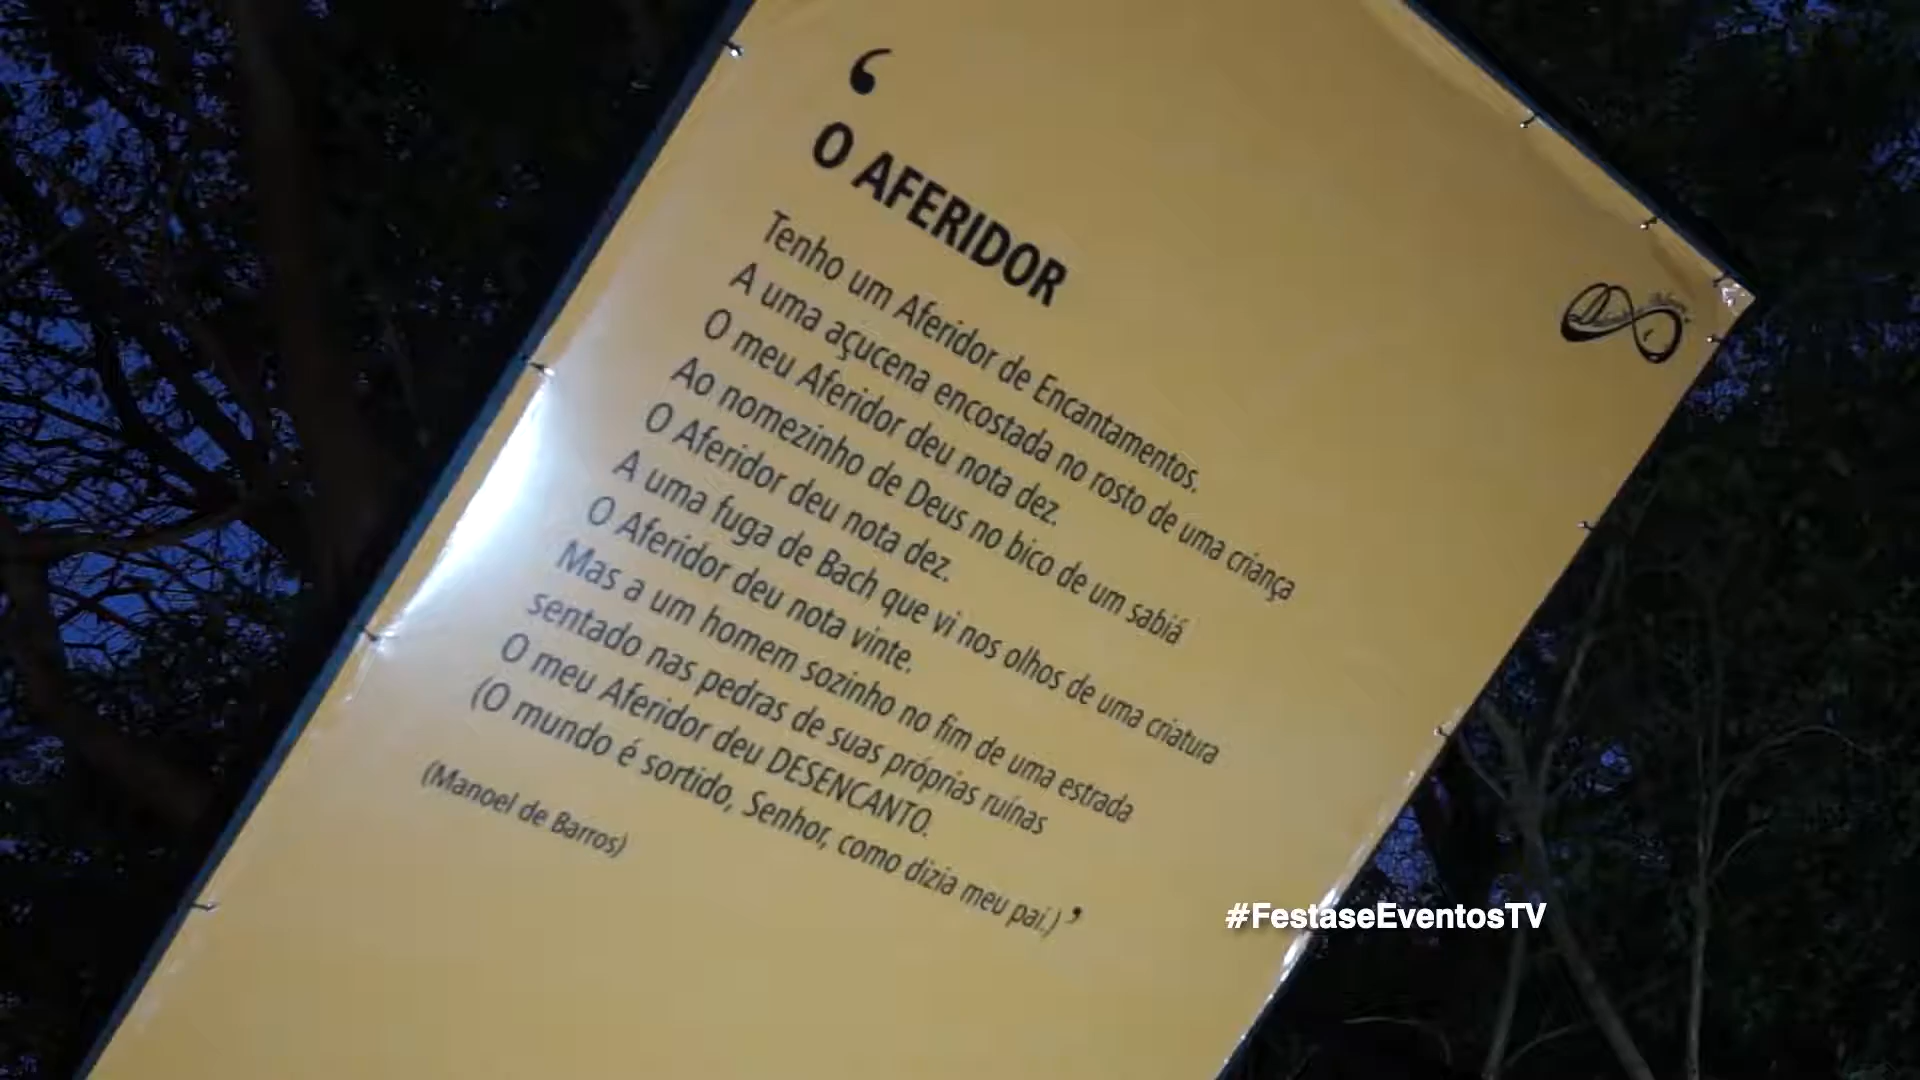 ‘
O AFERIDOR
Tenho um Aferidor de Encantamentos.
A uma açucena encostada no rosto de uma criança
O meu Aferidor deu nota dez.
Ao nomezinho de Deus no bico de um sabiá
O Aferidor deu nota dez.
A uma fuga de Bach que vi nos olhos de uma criatura
O Aferidor deu nota vinte.
Mas a um homem sozinho no fim de uma estrada
sentado nas pedras de suas próprias ruínas
O meu Aferidor deu DESENCANTO.
(O mundo é sortido, Senhor, como dizia meu pai.) ’
(Manoel de Barros)
#FestaseEventosTV